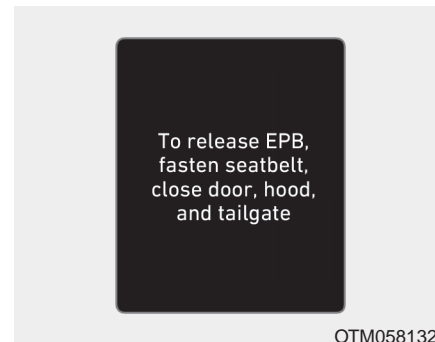 To release EPB,
fasten seatbelt,
close door, hood,
and tailgate
OTM058132